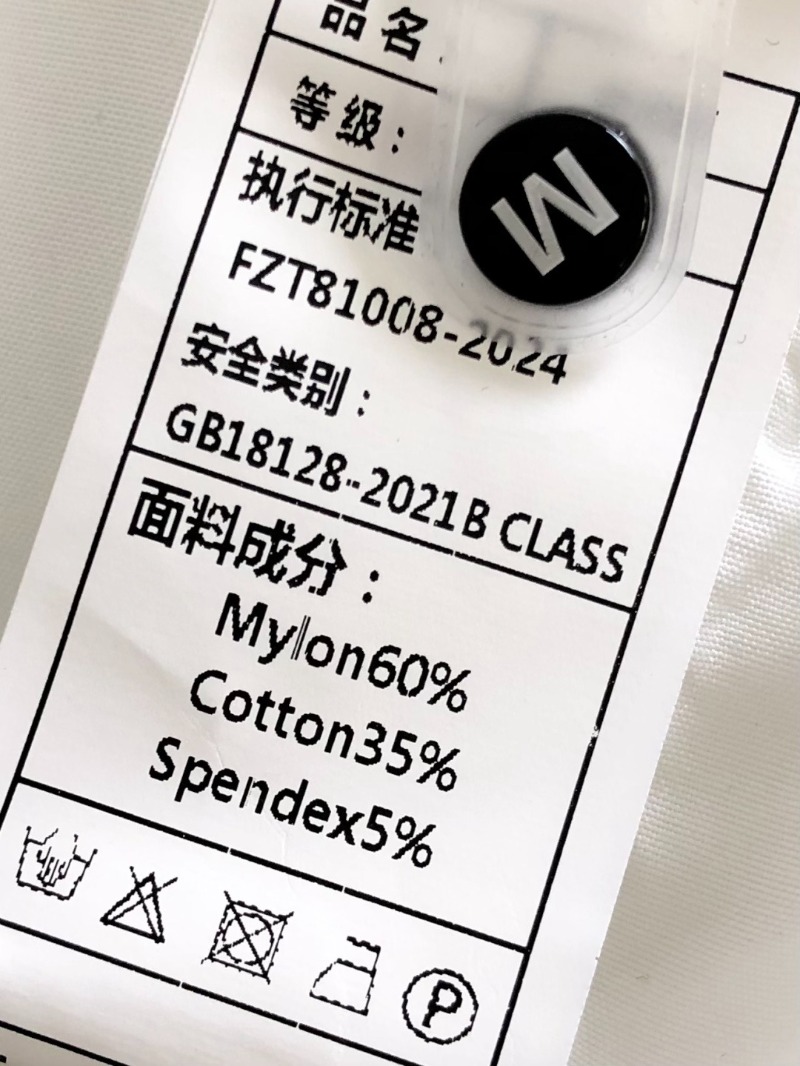 品名
等级：
M
执行标准
FZT81008-2024
安全类别：
GB18128-2021B CLASS
面料成分：
Mylon60%
Cotton35%
Spendex5%
P